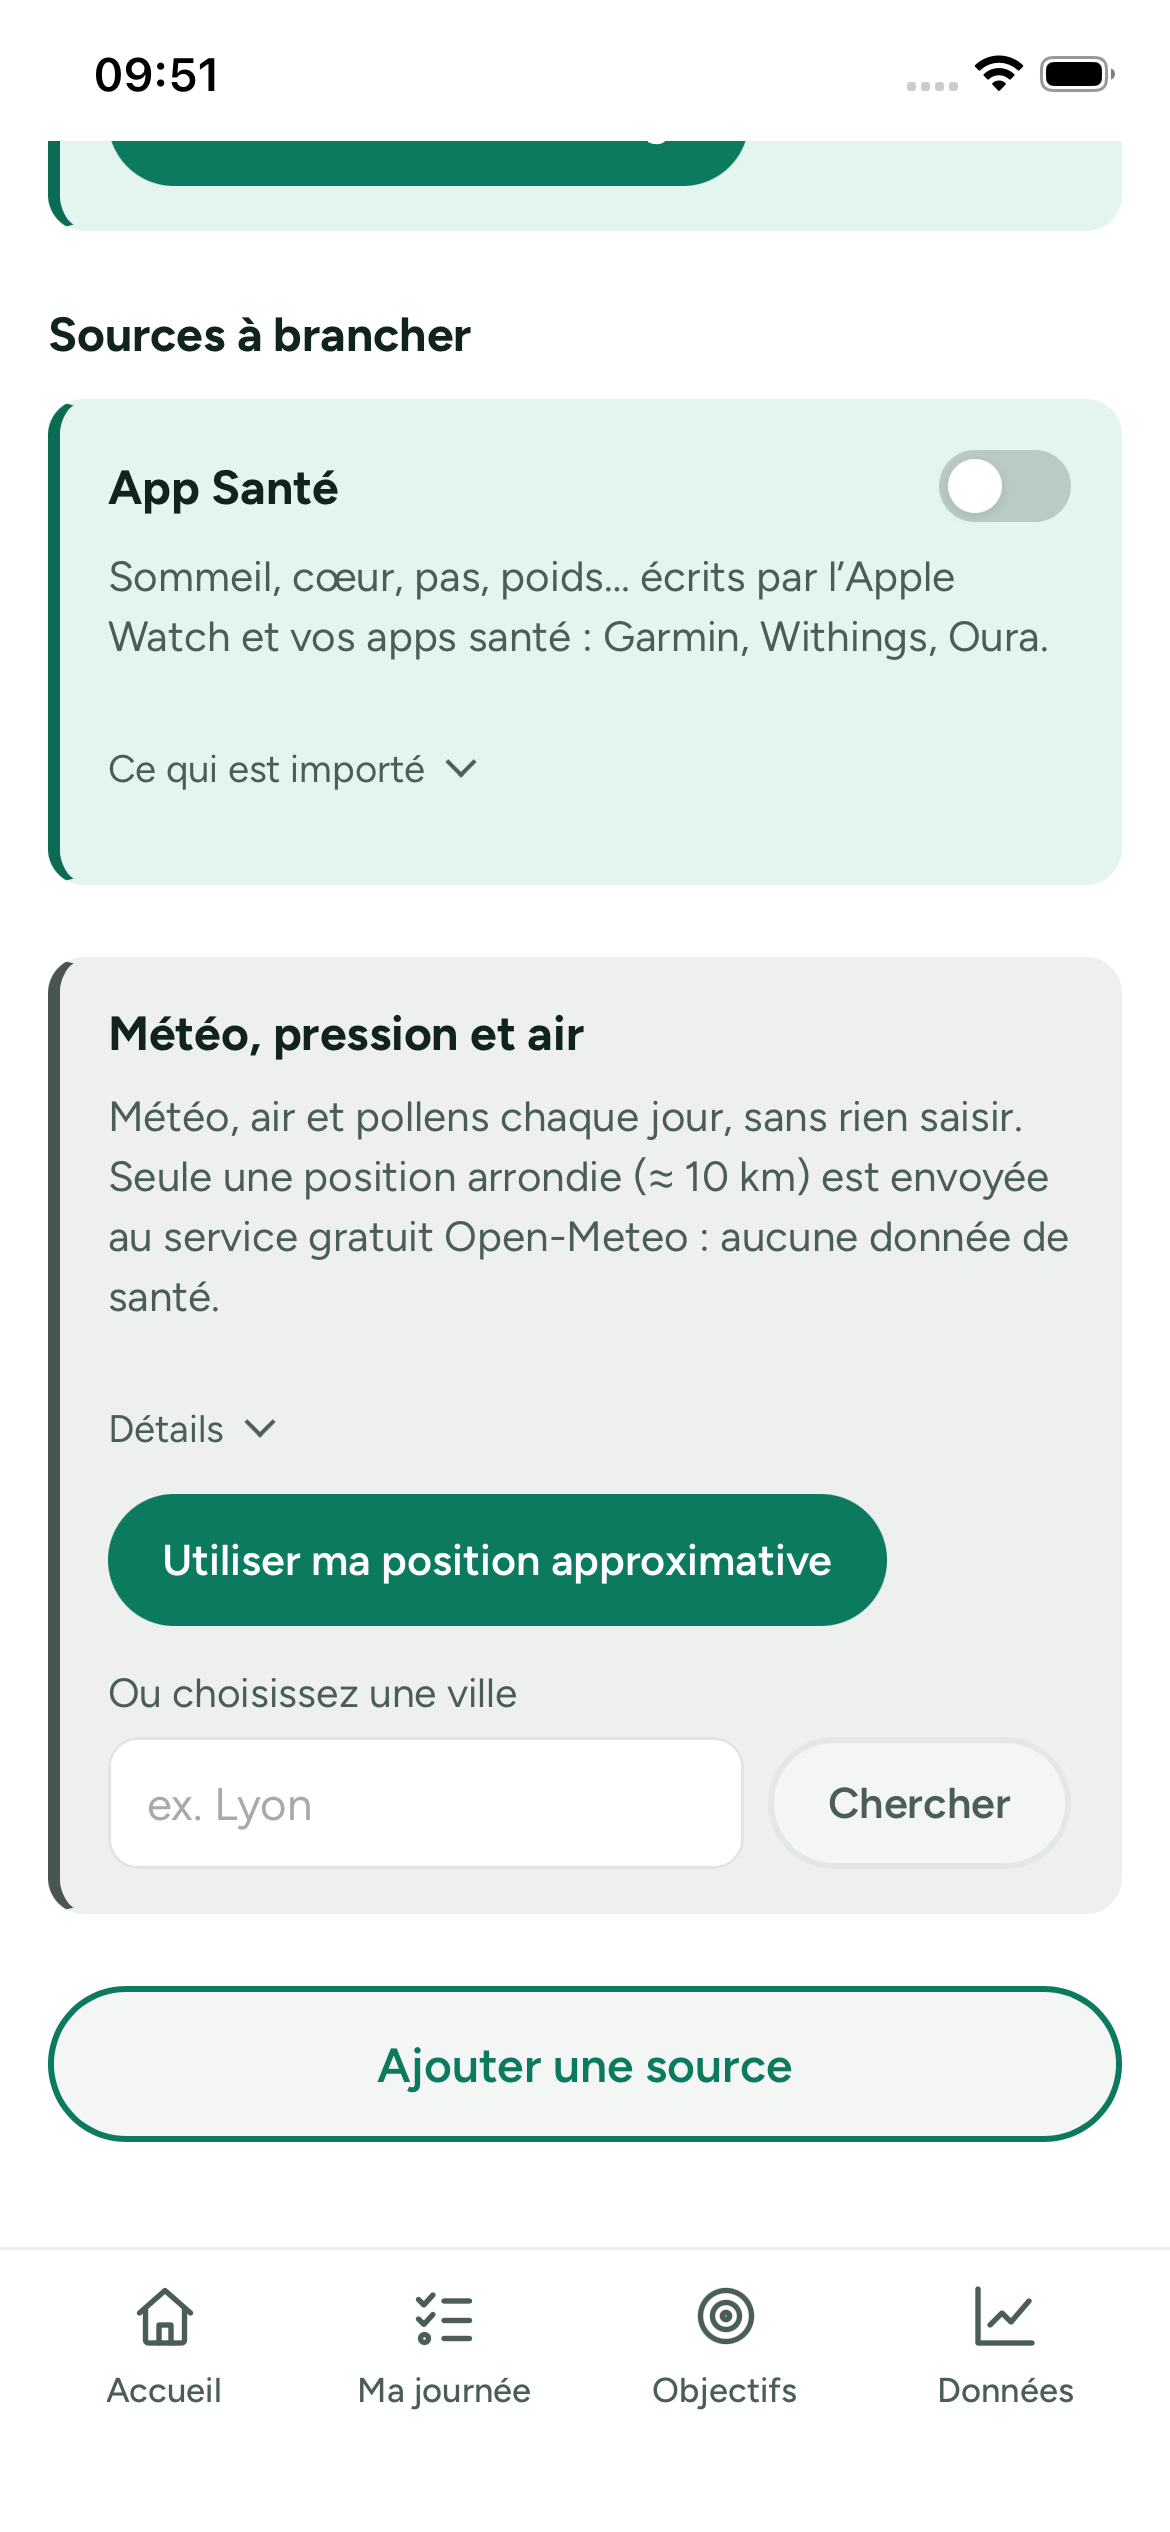 09:51
Sources à brancher
App Santé
Sommeil, cœur, pas, poids... écrits par l’Apple
Watch et vos apps santé : Garmin, Withings, Oura.
Ce qui est importé
Météo, pression et air
Météo, air et pollens chaque jour, sans rien saisir.
Seule une position arrondie (≈ 10 km) est envoyée
au service gratuit Open-Meteo : aucune donnée de
santé.
Détails
Utiliser ma position approximative
Ou choisissez une ville
ex. Lyon
Chercher
Ajouter une source
Accueil
Ma journée
Objectifs
Données